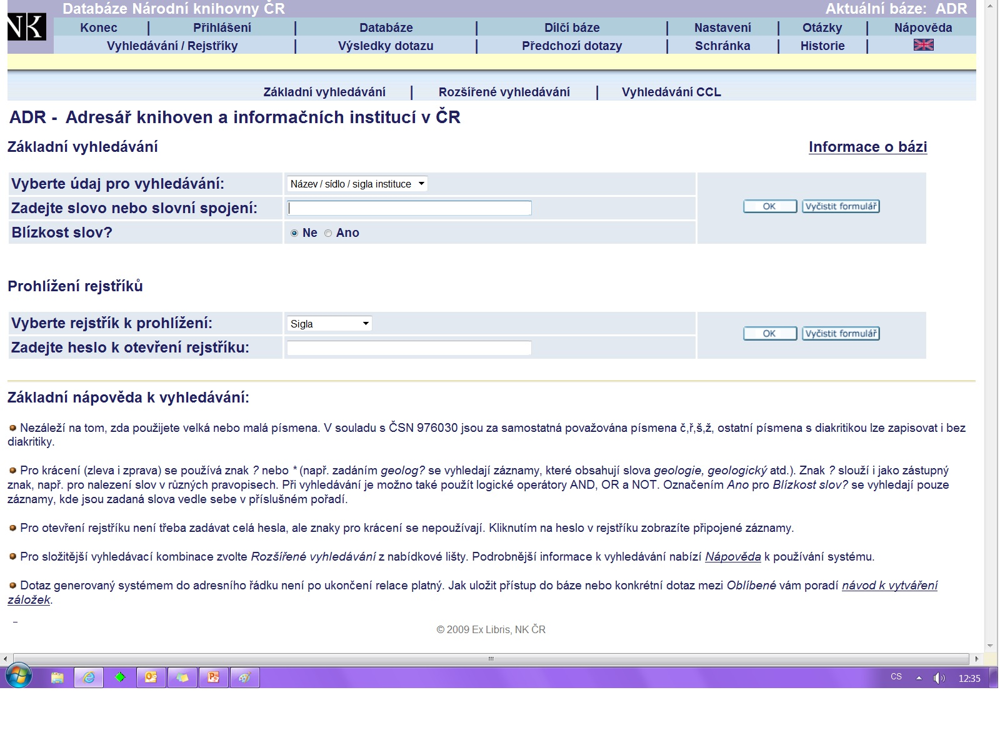 Databáze Národní knihovny ČR Aktuální báze: ADR
NK
Konec | Přihlášení | Databáze | Dílčí báze | Nastavení | Otázky | Nápověda
Vyhledávání / Rejstříky | Výsledky dotazu | Předchozí dotazy | Schránka | Historie |
Základní vyhledávání | Rozšířené vyhledávání | Vyhledávání CCL
ADR - Adresář knihoven a informačních institucí v ČR
Základní vyhledávání Informace o bázi
Vyberte údaj pro vyhledávání: Název / sídlo / sigla instituce
Zadejte slovo nebo slovní spojení: OK Vyčistit formulář
Blízkost slov? Ne Ano
Prohlížení rejstříků
Vyberte rejstřík k prohlížení: Sigla
OK Vyčistit formulář
Zadejte heslo k otevření rejstříku:
Základní nápověda k vyhledávání:
Nezáleží na tom, zda použijete velká nebo malá písmena. V souladu s ČSN 976030 jsou za samostatná považována písmena č,ř,š,ž, ostatní písmena s diakritikou lze zapisovat i bez
diakritiky.
Pro krácení (zleva i zprava) se používá znak ? nebo * (např. zadáním geolog? se vyhledají záznamy, které obsahují slova geologie, geologický atd.). Znak ? slouží i jako zástupný
znak, např. pro nalezení slov v různých pravopisech. Při vyhledávání je možno také použít logické operátory AND, OR a NOT. Označením Ano pro Blízkost slov? se vyhledají pouze
záznamy, kde jsou zadaná slova vedle sebe v příslušném pořadí.
Pro otevření rejstříku není třeba zadávat celá hesla, ale znaky pro krácení se nepoužívají. Kliknutím na heslo v rejstříku zobrazíte připojené záznamy.
Pro složitější vyhledávací kombinace zvolte Rozšířené vyhledávání z nabídkové lišty. Podrobnější informace k vyhledávání nabízí Nápověda k používání systému.
Dotaz generovaný systémem do adresního řádku není po ukončení relace platný. Jak uložit přístup do báze nebo konkrétní dotaz mezi Oblíbené vám poradí návod k vytváření
záložek.
© 2009 Ex Libris, NK ČR
CS 12:35